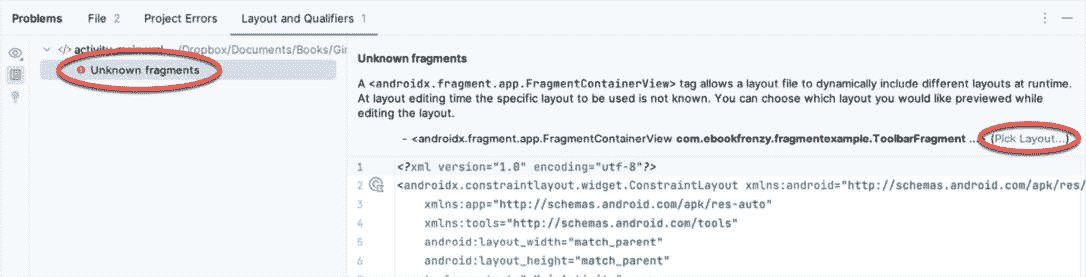 Problems File 2 Project Errors Layout and Qualifiers 1
/Dropbox/Documents/Books/Gir
Unknown fragments
Unknown fragments
A <androidx.fragment.app.FragmentContainerView> tag allows a layout file to dynamically include different layouts at runtime.
At layout editing time the specific layout to be used is not known. You can choose which layout you would like previewed while
editing the layout.
- <androidx.fragment.app.FragmentContainerView com.ebookfrenzy.fragmentexample.ToolbarFragment ... (Pick Layout...)
1 <?xml version="1.0" encoding="utf-8"?>
2 <androidx.constraintlayout.widget.ConstraintLayout xmlns:android="http://schemas.android.com/apk/res/
3 xmlns:app="http://schemas.android.com/apk/res-auto"
4 xmlns:tools="http://schemas.android.com/tools"
5 android:layout_width="match_parent"
6 android:layout_height="match_parent"